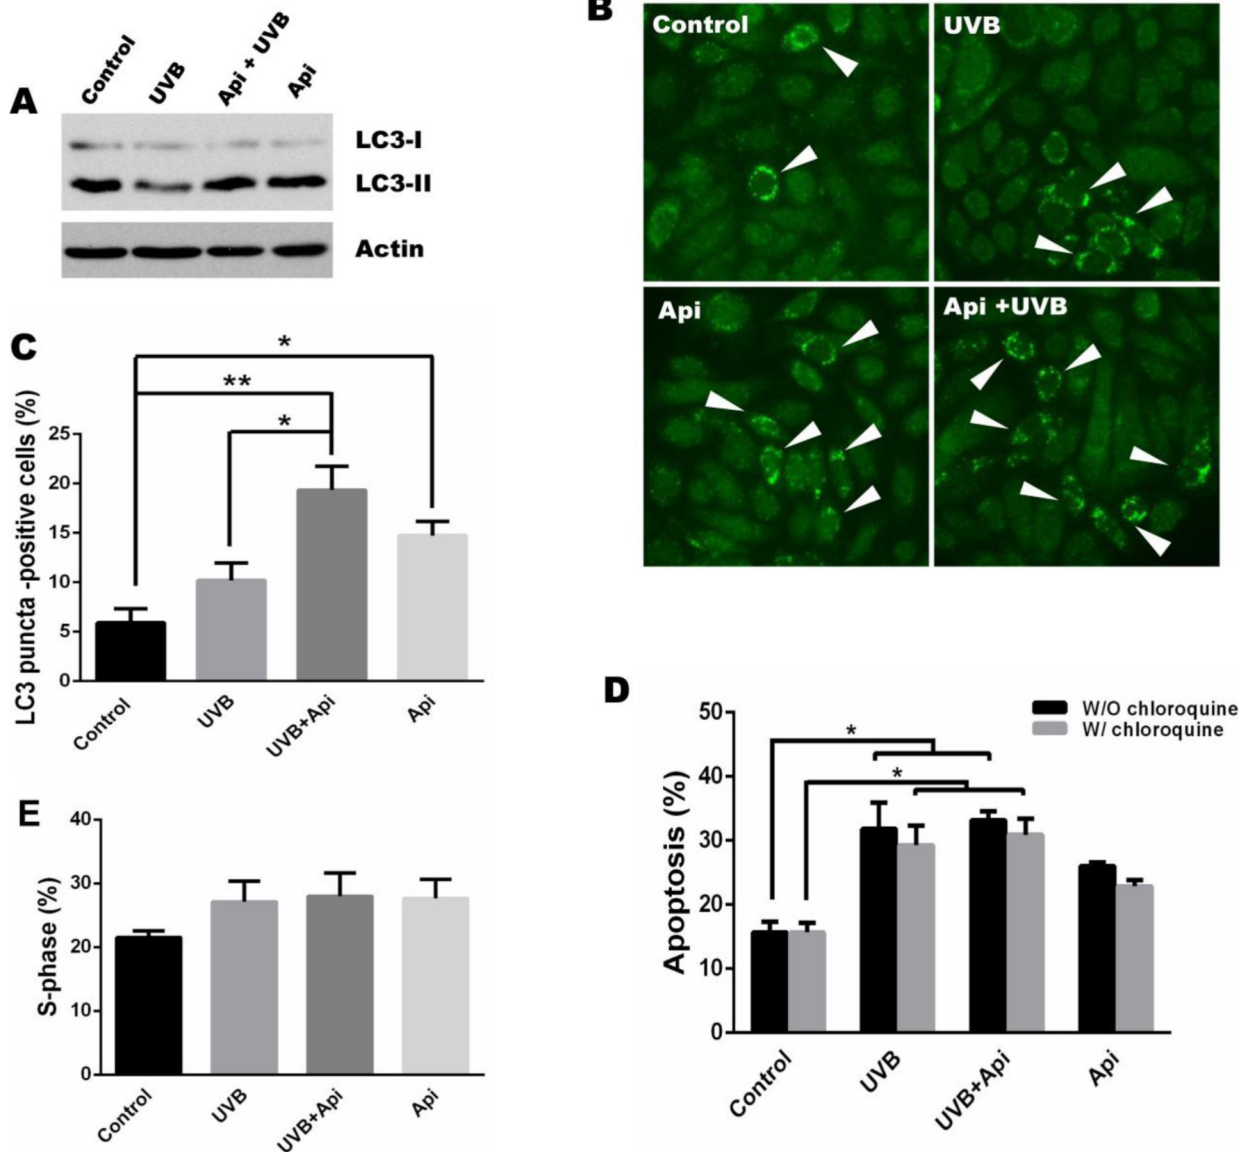 A
Control
UVB
Api + UVB
Api
LC3-I
LC3-II
Actin
B
Control
UVB
Api
Api +UVB
C
*
**
*
LC3 puncta -positive cells (%)
25
20
15
10
5
0
Control
UVB
UVB+Api
Api
D
W/O chloroquine
W/ chloroquine
*
*
Apoptosis (%)
50
40
30
20
10
0
Control
UVB
UVB+Api
Api
E
S-phase (%)
40
30
20
10
0
Control
UVB
UVB+Api
Api